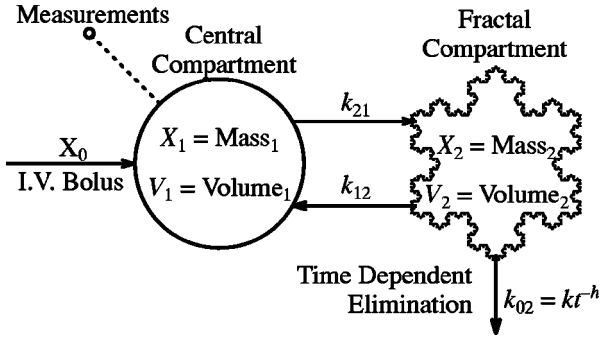 Measurements
Central
Compartment
Fractal
Compartment
X₀
I.V. Bolus
X₁ = Mass₁
V₁ = Volume₁
k₂₁
k₁₂
X₂ = Mass₂
V₂ = Volume₂
Time Dependent
Elimination
k₀₂ = kt⁻ʰ